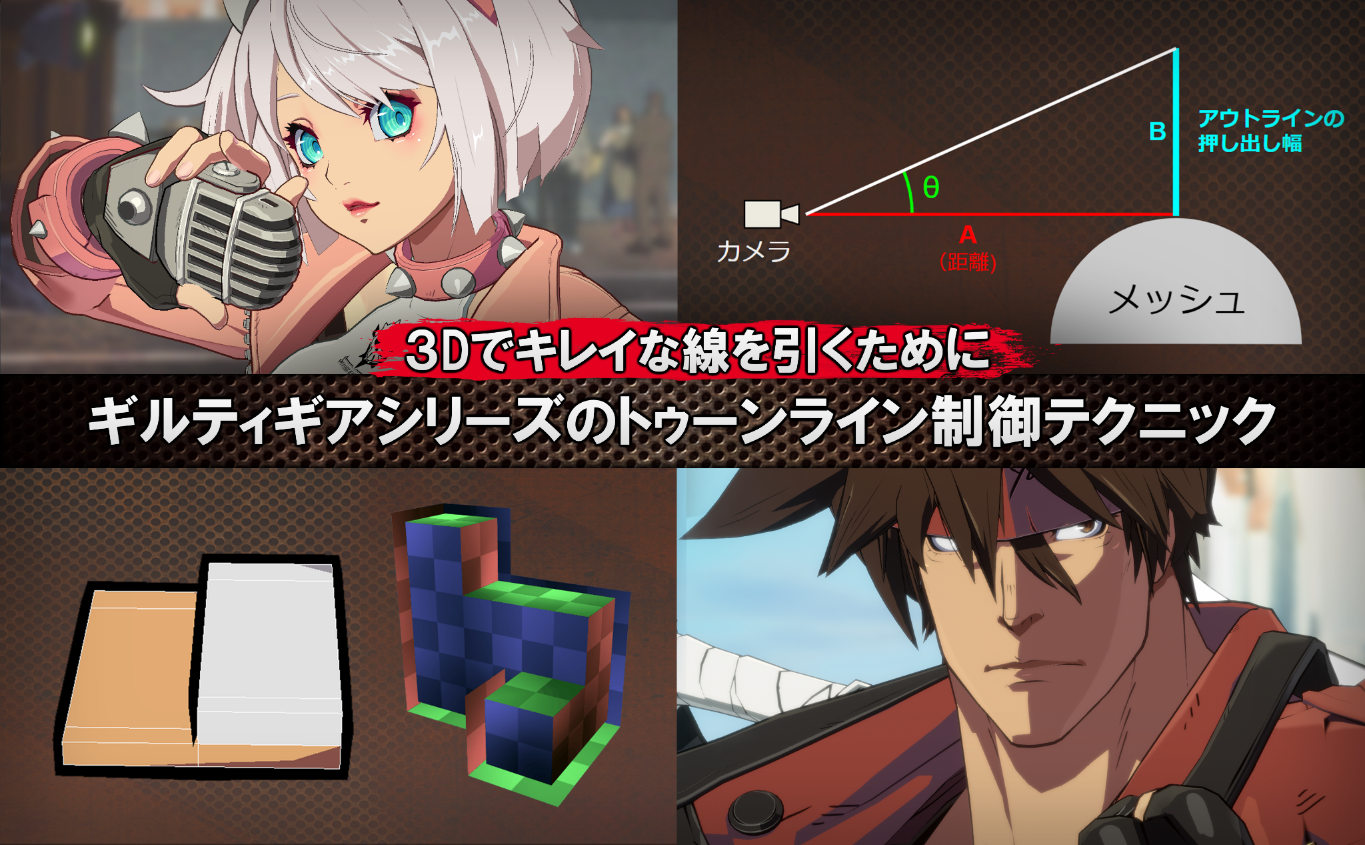 B
アウトラインの
押し出し幅
θ
カメラ
A
(距離)
メッシュ
3Dでキレイな線を引くために
ギルティギアシリーズのトゥーンライン制御テクニック